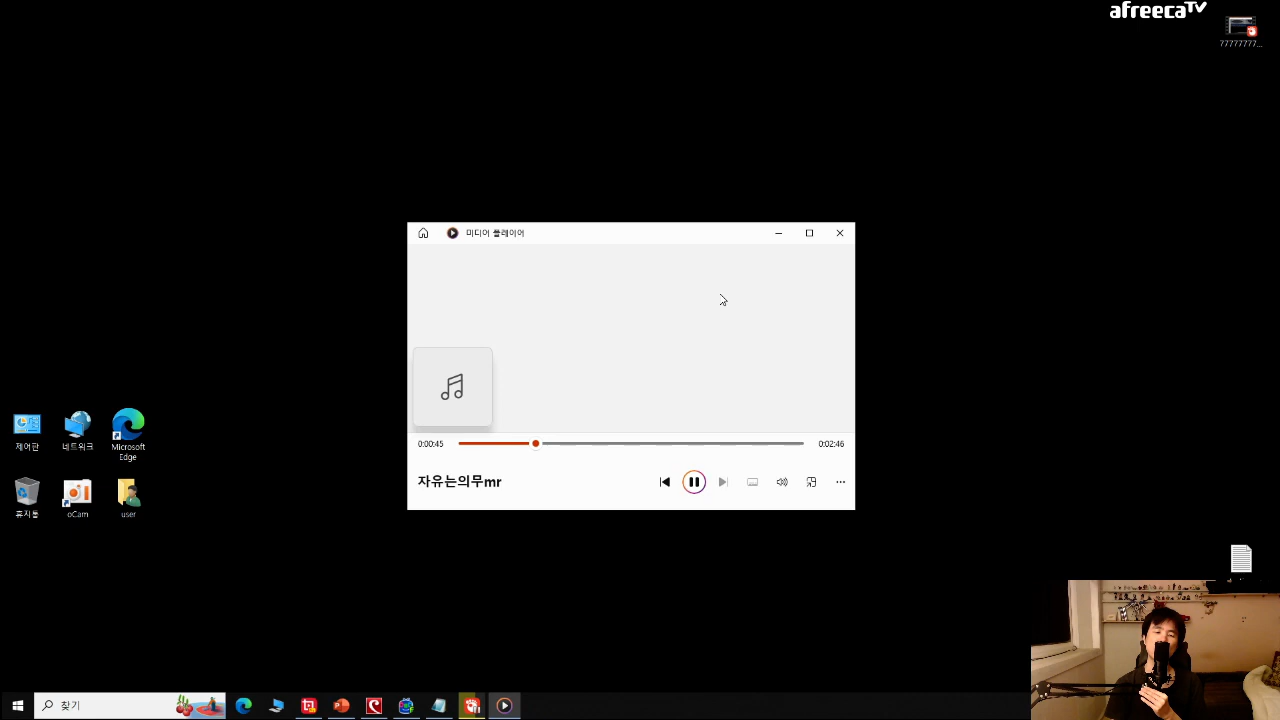 afreecaTV
77777777...
미디어 플레이어
제어판
네트워크
Microsoft Edge
0:00:45
0:02:46
자유는의무mr
휴지통
oCam
user
찾기